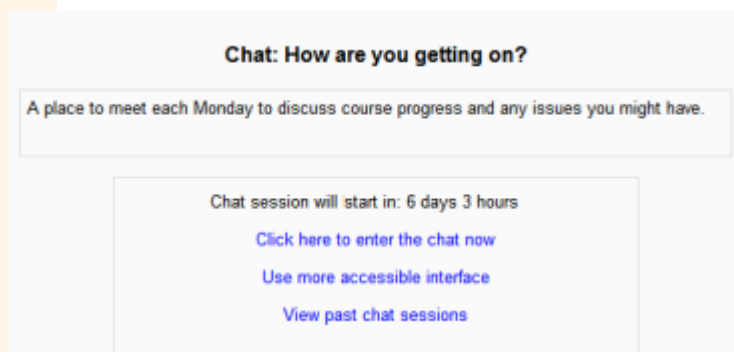 Chat: How are you getting on?
A place to meet each Monday to discuss course progress and any issues you might have.
Chat session will start in: 6 days 3 hours
Click here to enter the chat now
Use more accessible interface
View past chat sessions